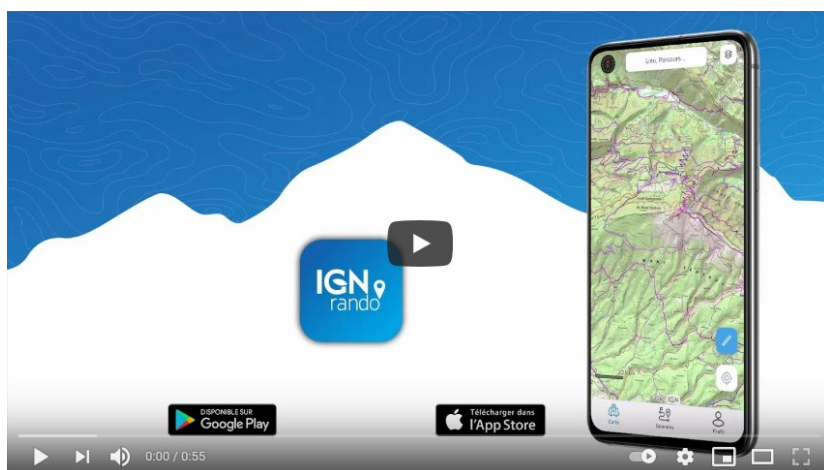 Lieu, Parcours...
IGN
rando
DISPONIBLE SUR
Google Play
Télécharger dans
l'App Store
IGN
Carte
Données
Profil
0:00 / 0:55